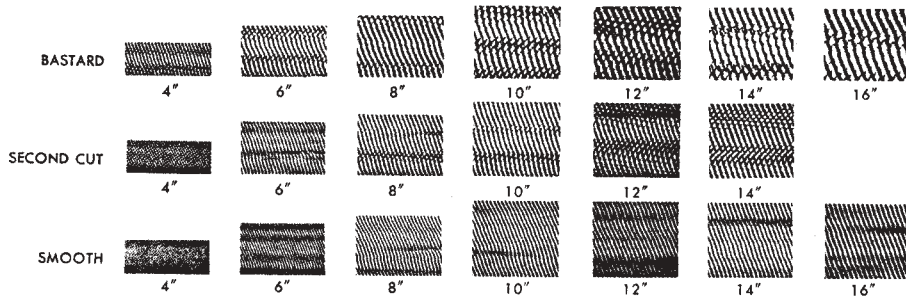 BASTARD
4" 6" 8" 10" 12" 14" 16"
SECOND CUT
4" 6" 8" 10" 12" 14"
SMOOTH
4" 6" 8" 10" 12" 14" 16"